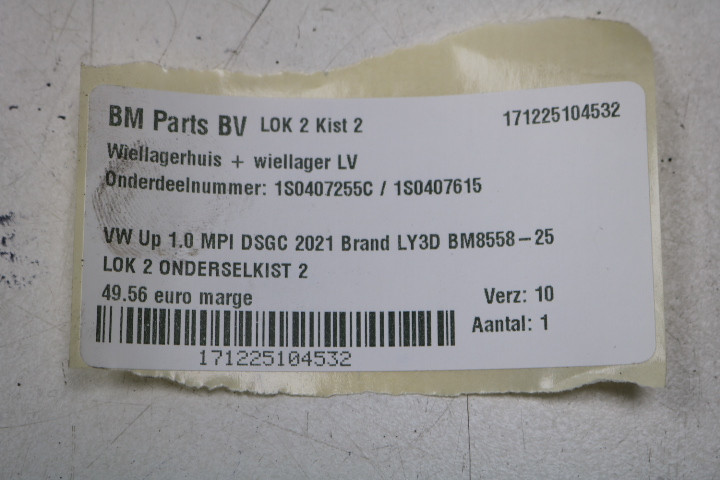 BM Parts BV LOK 2 Kist 2 171225104532
Wiellagerhuis + wiellager LV
Onderdeelnummer: 1S0407255C / 1S0407615
VW Up 1.0 MPI DSGC 2021 Brand LY3D BM8558-25
LOK 2 ONDERSELKIST 2
49.56 euro marge Verz: 10
Aantal: 1
171225104532